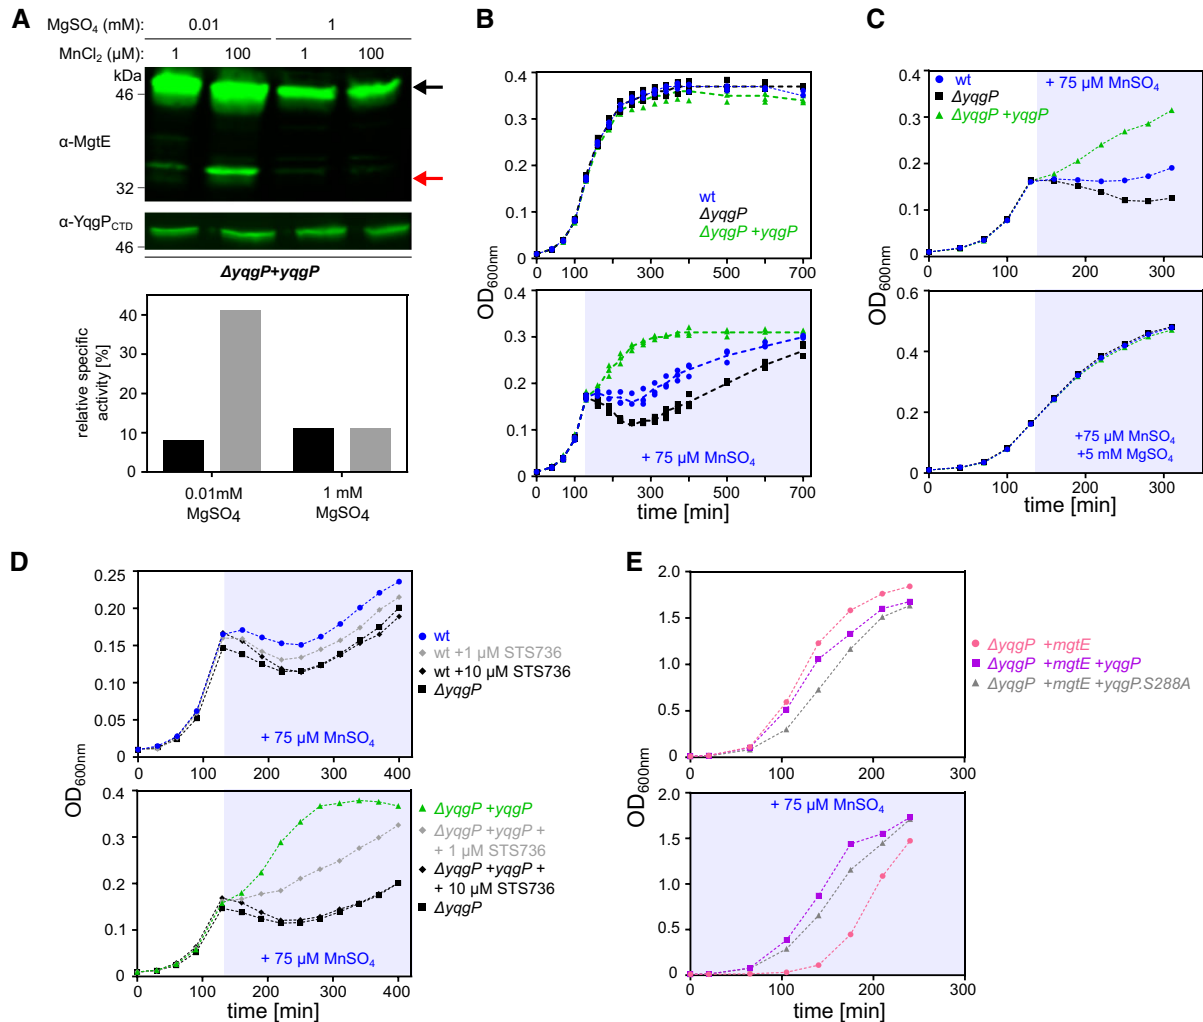 A
MgSO4 (mM): 0.01 1
MnCl2 (µM): 1 100 1 100
kDa
46
α-MgtE
32
α-YqgPCTD
46
ΔyqgP+yqgP
relative specific
activity [%]
40
30
20
10
0
0.01mM
MgSO4
1 mM
MgSO4
B
OD600nm
0.4
0.3
0.2
0.1
0
wt
ΔyqgP
ΔyqgP +yqgP
100 300 500 700
0.4
0.3
0.2
0.1
0
+ 75 µM MnSO4
0 100 300 500 700
time [min]
C
OD600nm
0.4
0.3
0.2
0.1
0
wt
ΔyqgP
ΔyqgP +yqgP
+ 75 µM MnSO4
0 100 200 300
0.6
0.4
0.2
0
+75 µM MnSO4
+5 mM MgSO4
0 100 200 300
time [min]
D
OD600nm
0.25
0.20
0.15
0.10
0.05
0
+ 75 µM MnSO4
0 100 200 300 400
wt
wt +1 µM STS736
wt +10 µM STS736
ΔyqgP
0.4
0.3
0.2
0.1
0
+ 75 µM MnSO4
0 100 200 300 400
time [min]
ΔyqgP +yqgP
ΔyqgP +yqgP +
+ 1 µM STS736
ΔyqgP +yqgP +
+ 10 µM STS736
ΔyqgP
E
OD600nm
2.0
1.5
1.0
0.5
0
0 100 200 300
ΔyqgP +mgtE
ΔyqgP +mgtE +yqgP
ΔyqgP +mgtE +yqgP.S288A
2.0
1.5
1.0
0.5
0
+ 75 µM MnSO4
0 100 200 300
time [min]